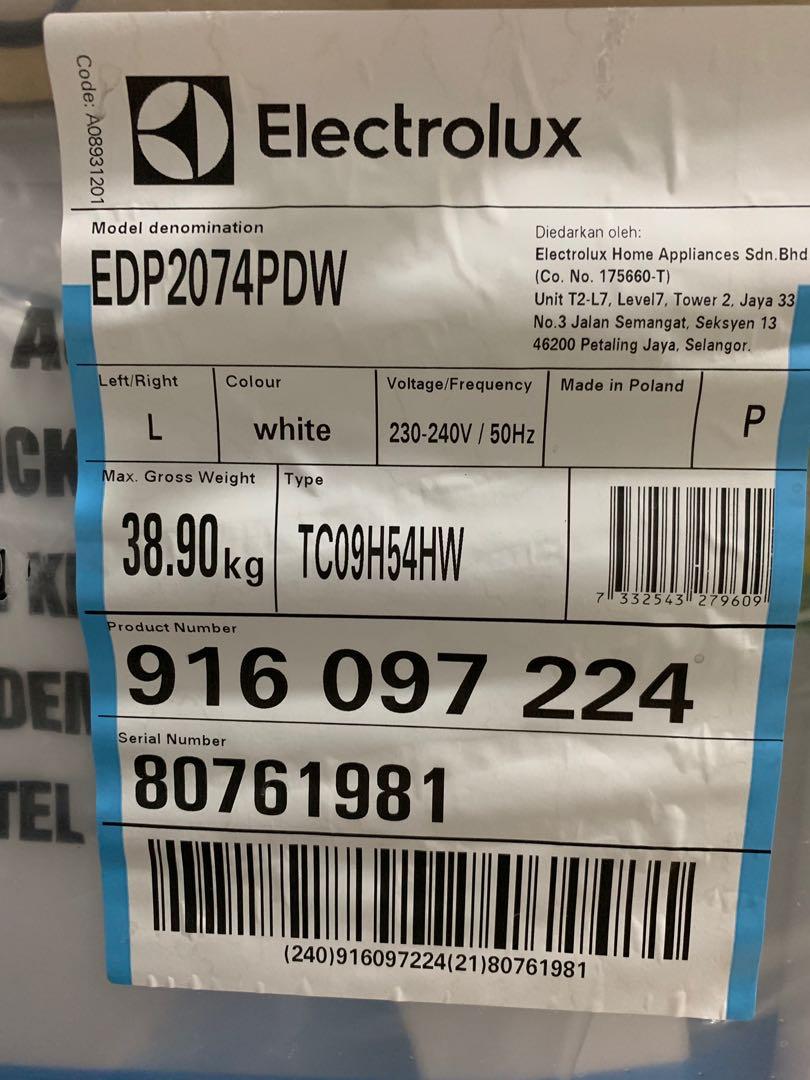 Code: A08931201
Electrolux
Model denomination
EDP2074PDW
Diedarkan oleh:
Electrolux Home Appliances Sdn.Bhd
(Co. No. 175660-T)
Unit T2-L7, Level7, Tower 2, Jaya 33
No.3 Jalan Semangat, Seksyen 13
46200 Petaling Jaya, Selangor.
Left/Right
L
Colour
white
Voltage/Frequency
230-240V / 50Hz
Made in Poland
P
Max. Gross Weight
38.90 kg
Type
TC09H54HW
7 332543 279609
Product Number
916 097 224
Serial Number
80761981
(240)916097224(21)80761981
TEL